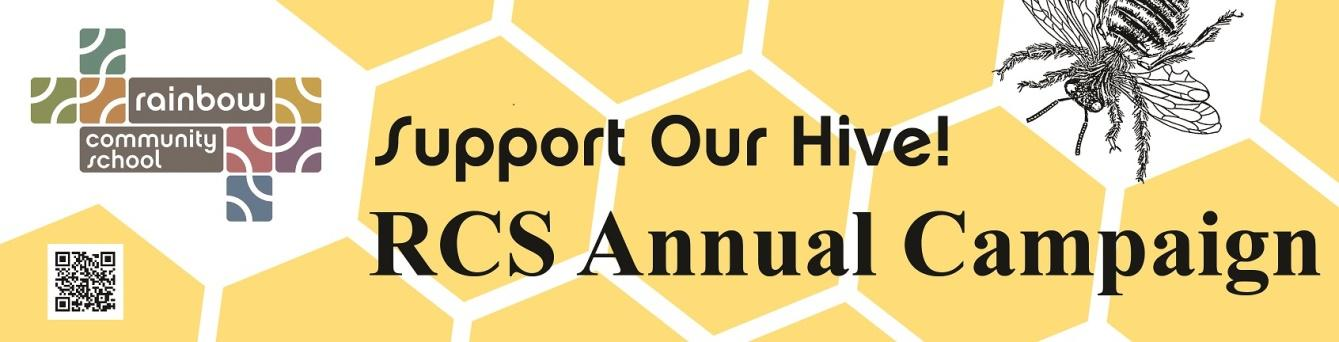 rainbow
community
school
Support Our Hive!
RCS Annual Campaign